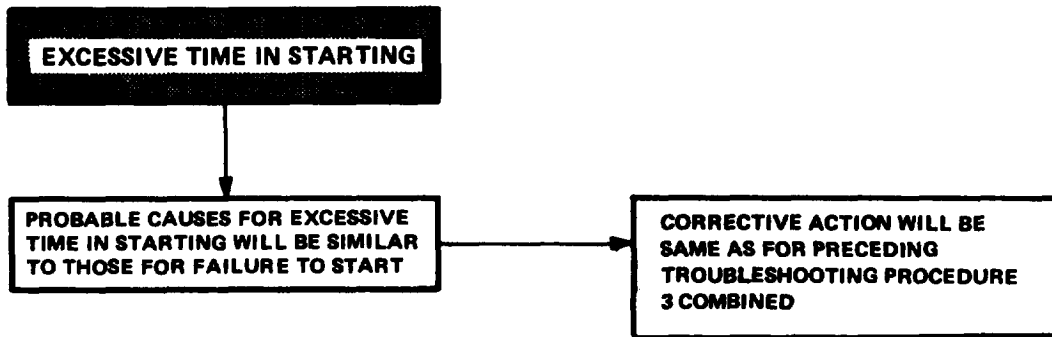 EXCESSIVE TIME IN STARTING
PROBABLE CAUSES FOR EXCESSIVE
TIME IN STARTING WILL BE SIMILAR
TO THOSE FOR FAILURE TO START
CORRECTIVE ACTION WILL BE
SAME AS FOR PRECEDING
TROUBLESHOOTING PROCEDURE
3 COMBINED